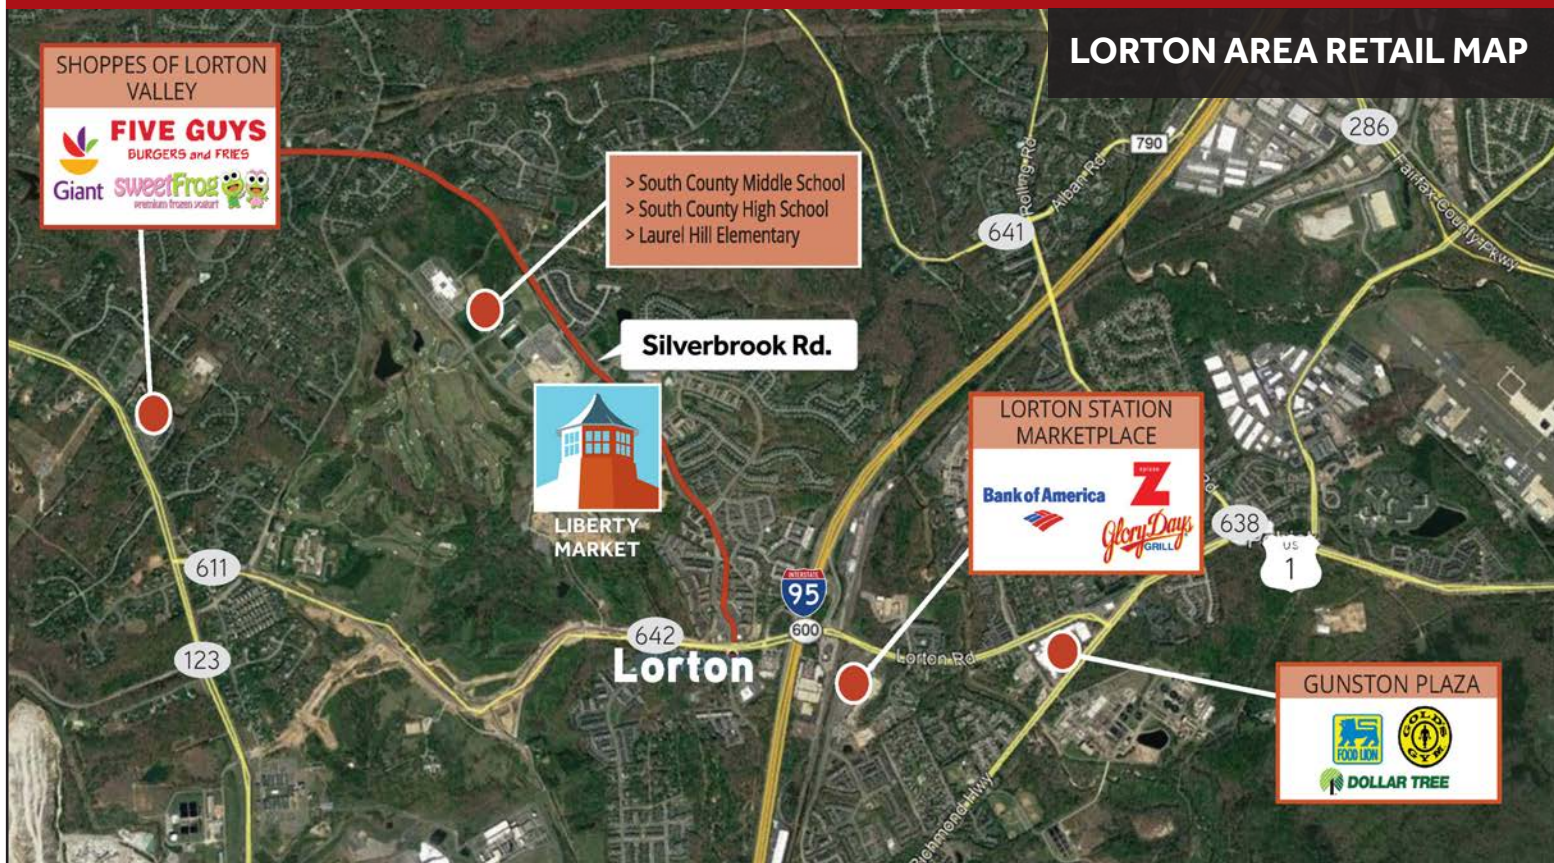 LORTON AREA RETAIL MAP
SHOPPES OF LORTON
VALLEY
Giant
FIVE GUYS
BURGERS and FRIES
sweetFrog
premium frozen yogurt
> South County Middle School
> South County High School
> Laurel Hill Elementary
Silverbrook Rd.
LIBERTY
MARKET
790
286
Rolling Rd
Alban Rd
Fairfax County Pkwy
641
LORTON STATION
MARKETPLACE
Bank of America
Z
Glory Days
GRILL
Rd
638
US
1
611
INTERSTATE
95
600
642
Lorton
Lorton Rd
123
GUNSTON PLAZA
FOOD LION
GOLD'S
GYM
DOLLAR TREE
Richmond Hwy